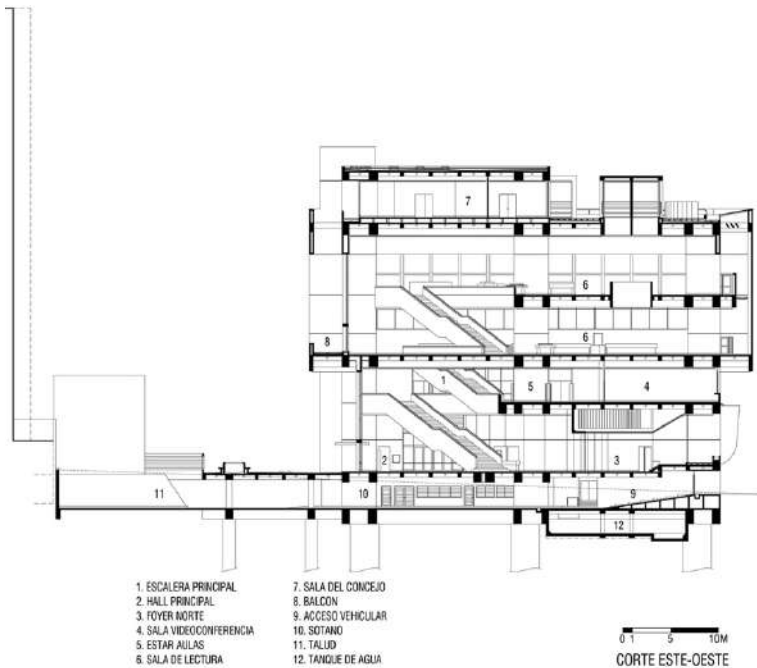 7
6
8
6
1
5
4
2
3
11
10
9
12
1. ESCALERA PRINCIPAL
2. HALL PRINCIPAL
3. FOYER NORTE
4. SALA VIDEOCONFERENCIA
5. ESTAR AULAS
6. SALA DE LECTURA
7. SALA DEL CONCEJO
8. BALCON
9. ACCESO VEHICULAR
10. SOTANO
11. TALUD
12. TANQUE DE AGUA
0 1 5 10M
CORTE ESTE-OESTE